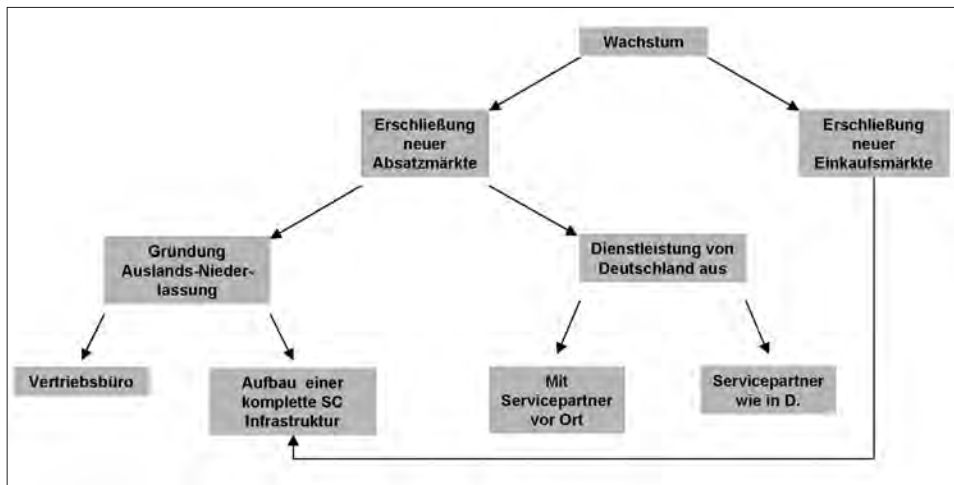 Wachstum
Erschließung
neuer
Absatzmärkte
Erschließung
neuer
Einkaufsmärkte
Gründung
Auslands-Nieder-
lassung
Dienstleistung von
Deutschland aus
Vertriebsbüro
Aufbau einer
komplette SC
Infrastruktur
Mit
Servicepartner
vor Ort
Servicepartner
wie in D.